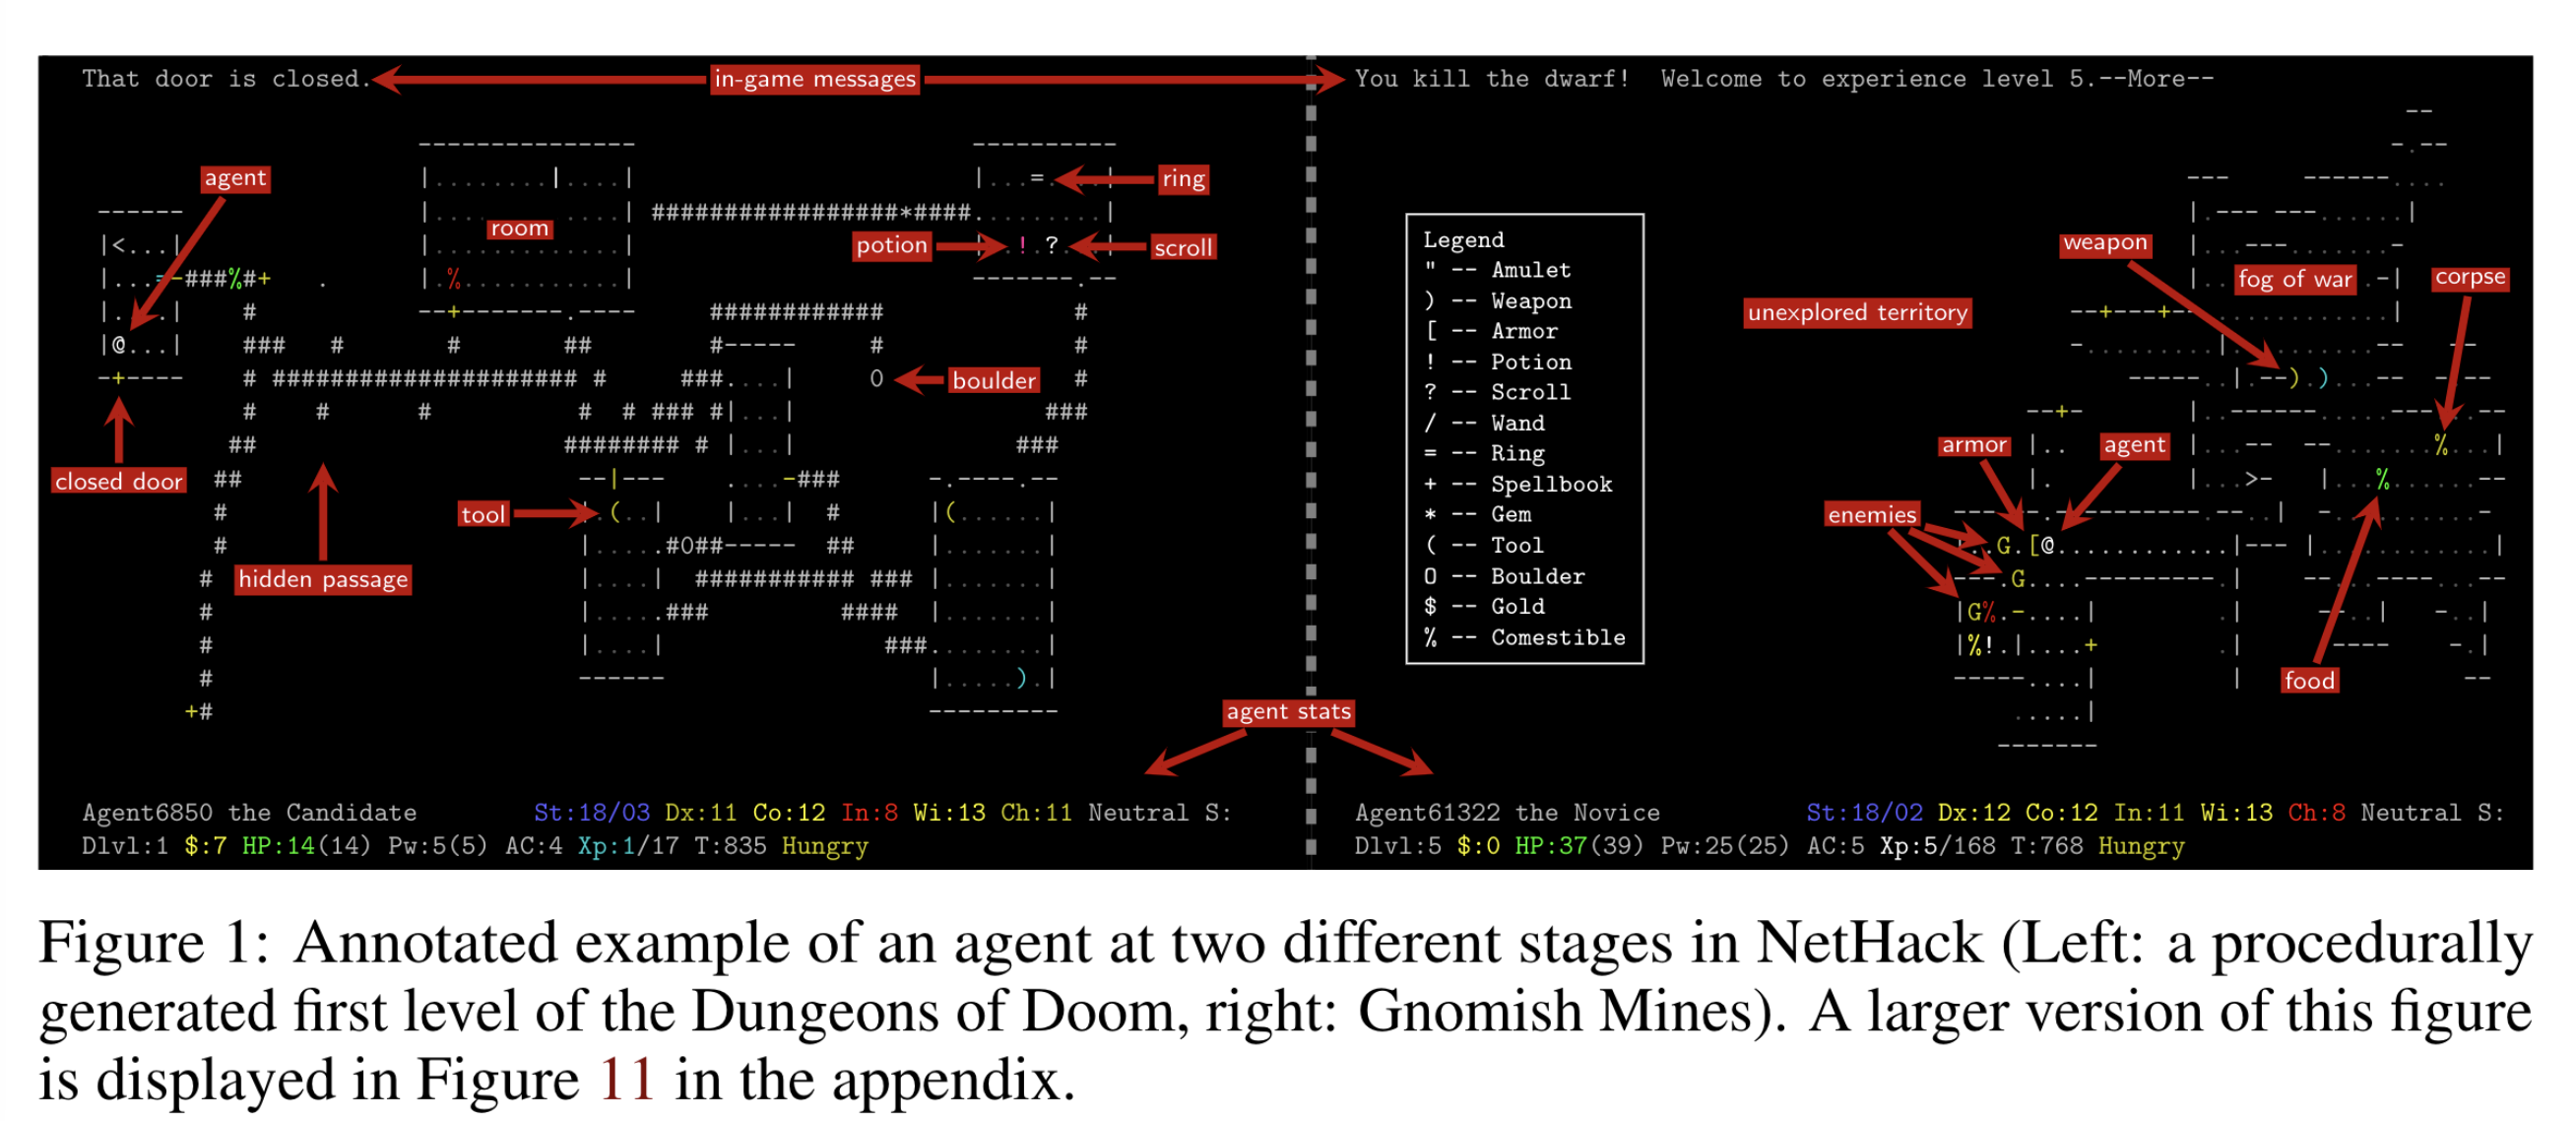 That door is closed.
in-game messages
You kill the dwarf!  Welcome to experience level 5.--More--
agent
ring
room
potion
scroll
boulder
closed door
hidden passage
tool
Legend
" -- Amulet
) -- Weapon
[ -- Armor
! -- Potion
? -- Scroll
/ -- Wand
= -- Ring
+ -- Spellbook
* -- Gem
( -- Tool
0 -- Boulder
$ -- Gold
% -- Comestible
unexplored territory
weapon
fog of war
corpse
armor
agent
enemies
food
agent stats
Agent6850 the Candidate St:18/03 Dx:11 Co:12 In:8 Wi:13 Ch:11 Neutral S:
Dlvl:1 $:7 HP:14(14) Pw:5(5) AC:4 Xp:1/17 T:835 Hungry
Agent61322 the Novice St:18/02 Dx:12 Co:12 In:11 Wi:13 Ch:8 Neutral S:
Dlvl:5 $:0 HP:37(39) Pw:25(25) AC:5 Xp:5/168 T:768 Hungry
Figure 1: Annotated example of an agent at two different stages in NetHack (Left: a procedurally
generated first level of the Dungeons of Doom, right: Gnomish Mines). A larger version of this figure
is displayed in Figure 11 in the appendix.